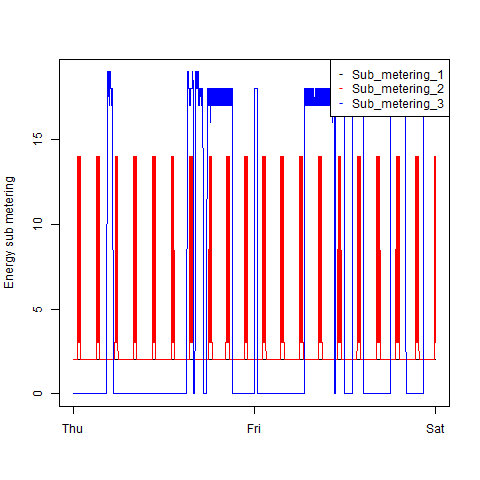 Sub_metering_1
Sub_metering_2
Sub_metering_3
Energy sub metering
15
10
5
0
Thu Fri Sat